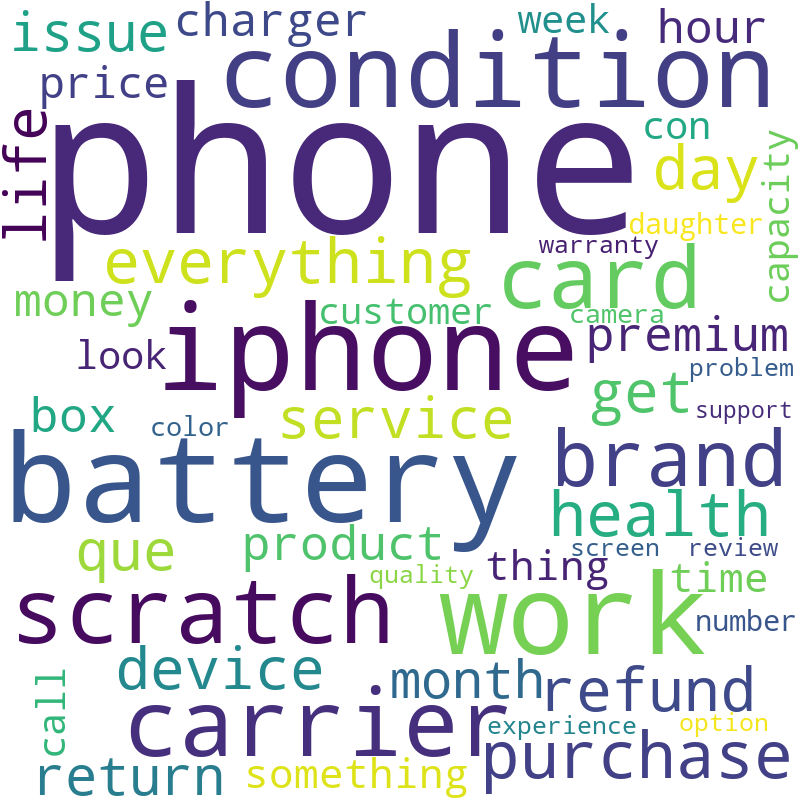 issue
charger
week
hour
price
condition
life
phone
con
day
capacity
daughter
everything
warranty
card
money
customer
camera
iphone
premium
look
problem
get
box
color
service
support
battery
brand
health
que
product
screen
review
quality
thing
time
scratch
work
number
device
month
refund
call
carrier
experience
option
purchase
return
something